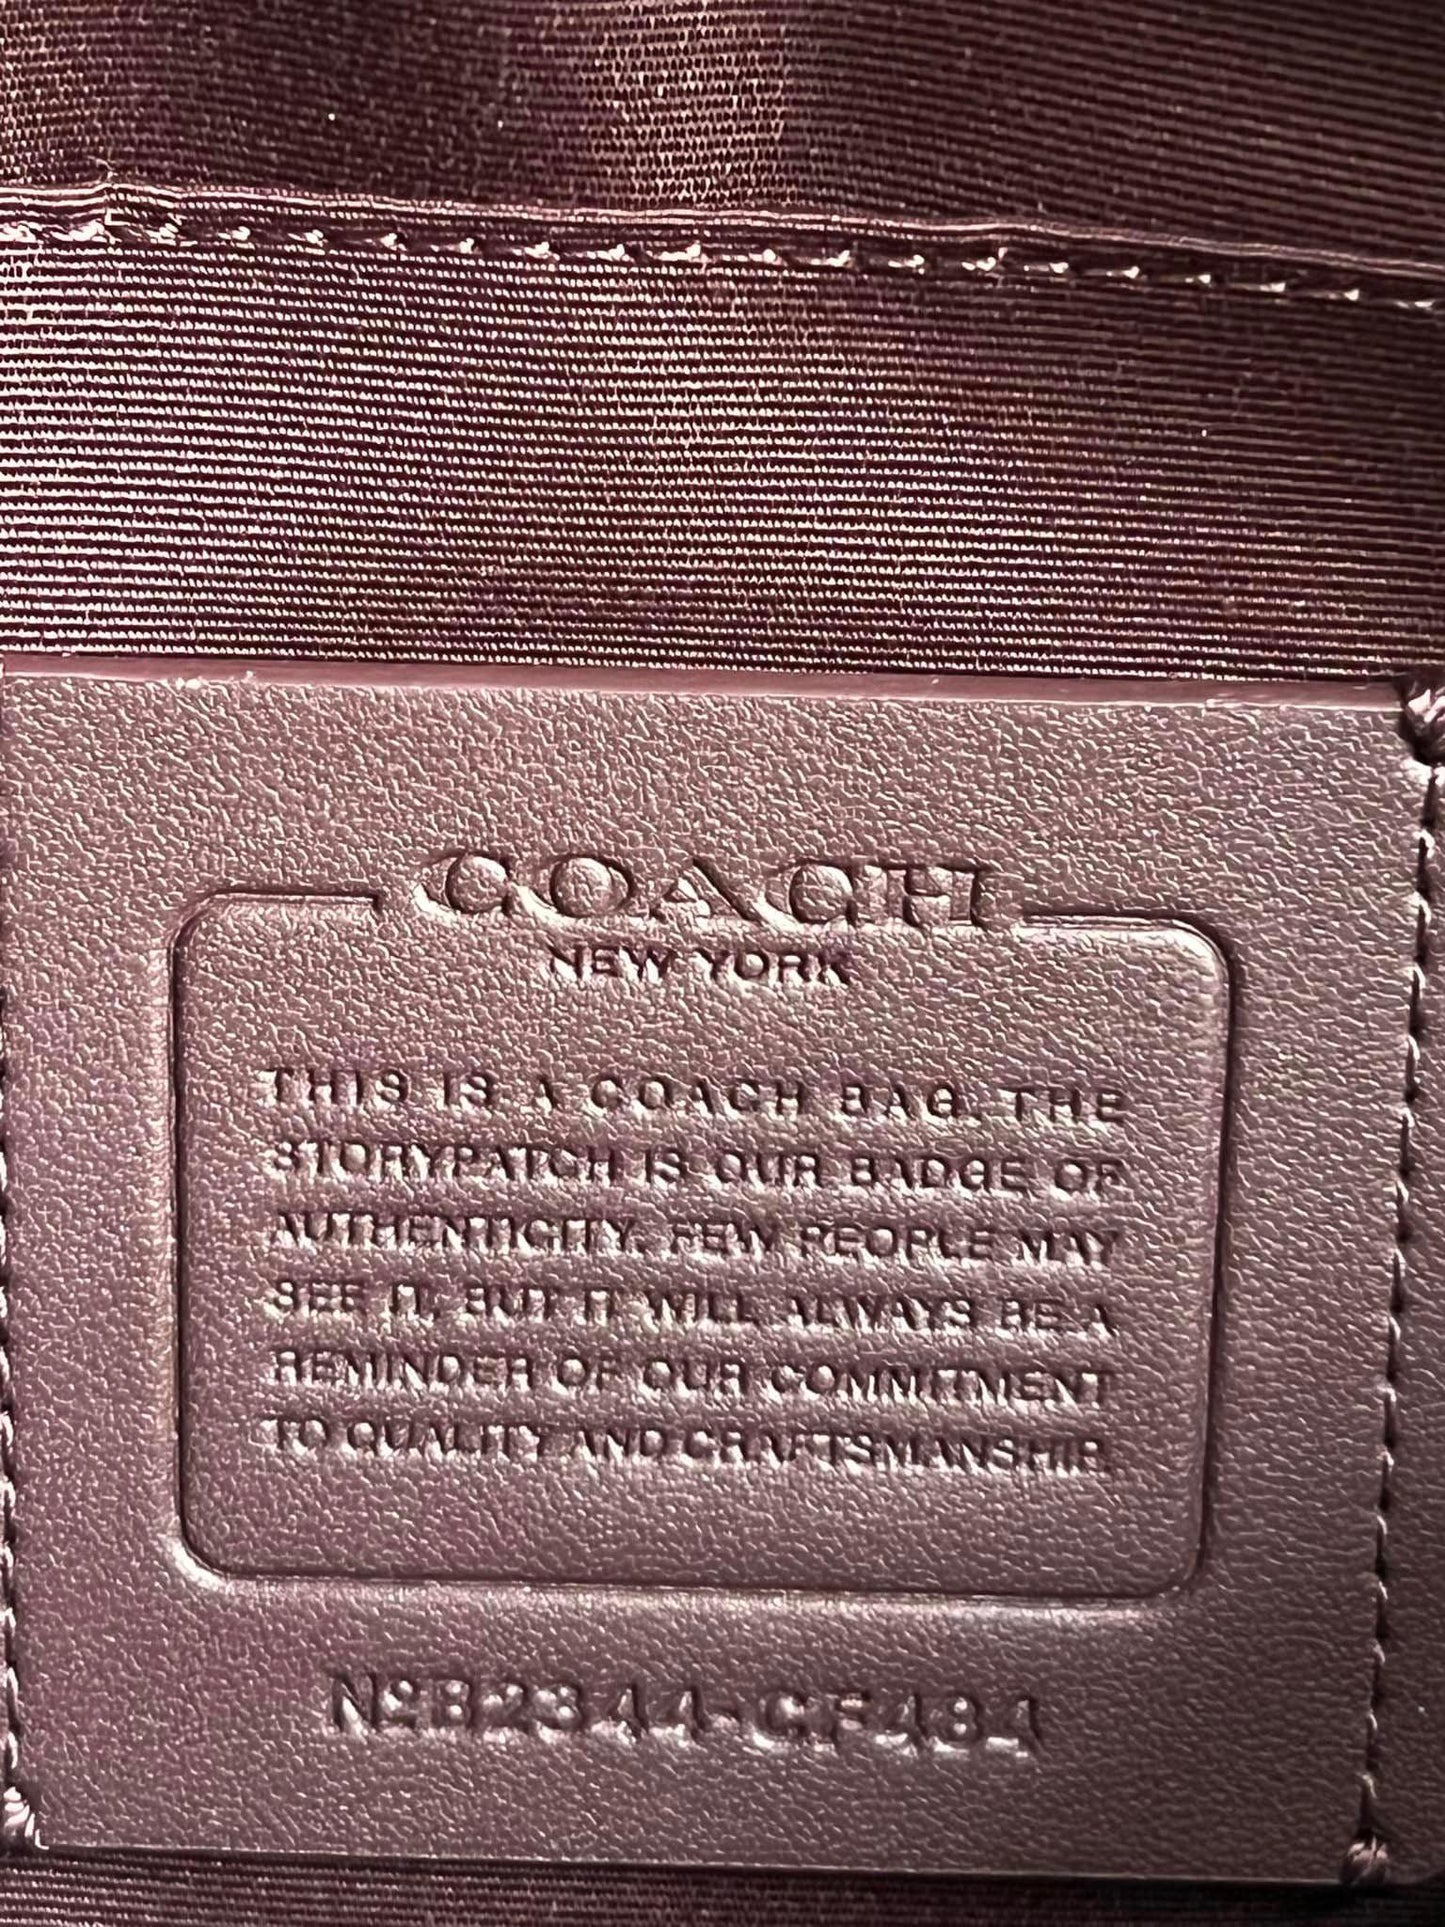 COACH
NEW YORK
THIS IS A COACH BAG. THE
STORYPATCH IS OUR BADGE OF
AUTHENTICITY. FEW PEOPLE MAY
SEE IT, BUT IT WILL ALWAYS BE A
REMINDER OF OUR COMMITMENT
TO QUALITY AND CRAFTSMANSHIP.
NºB2344-CF484